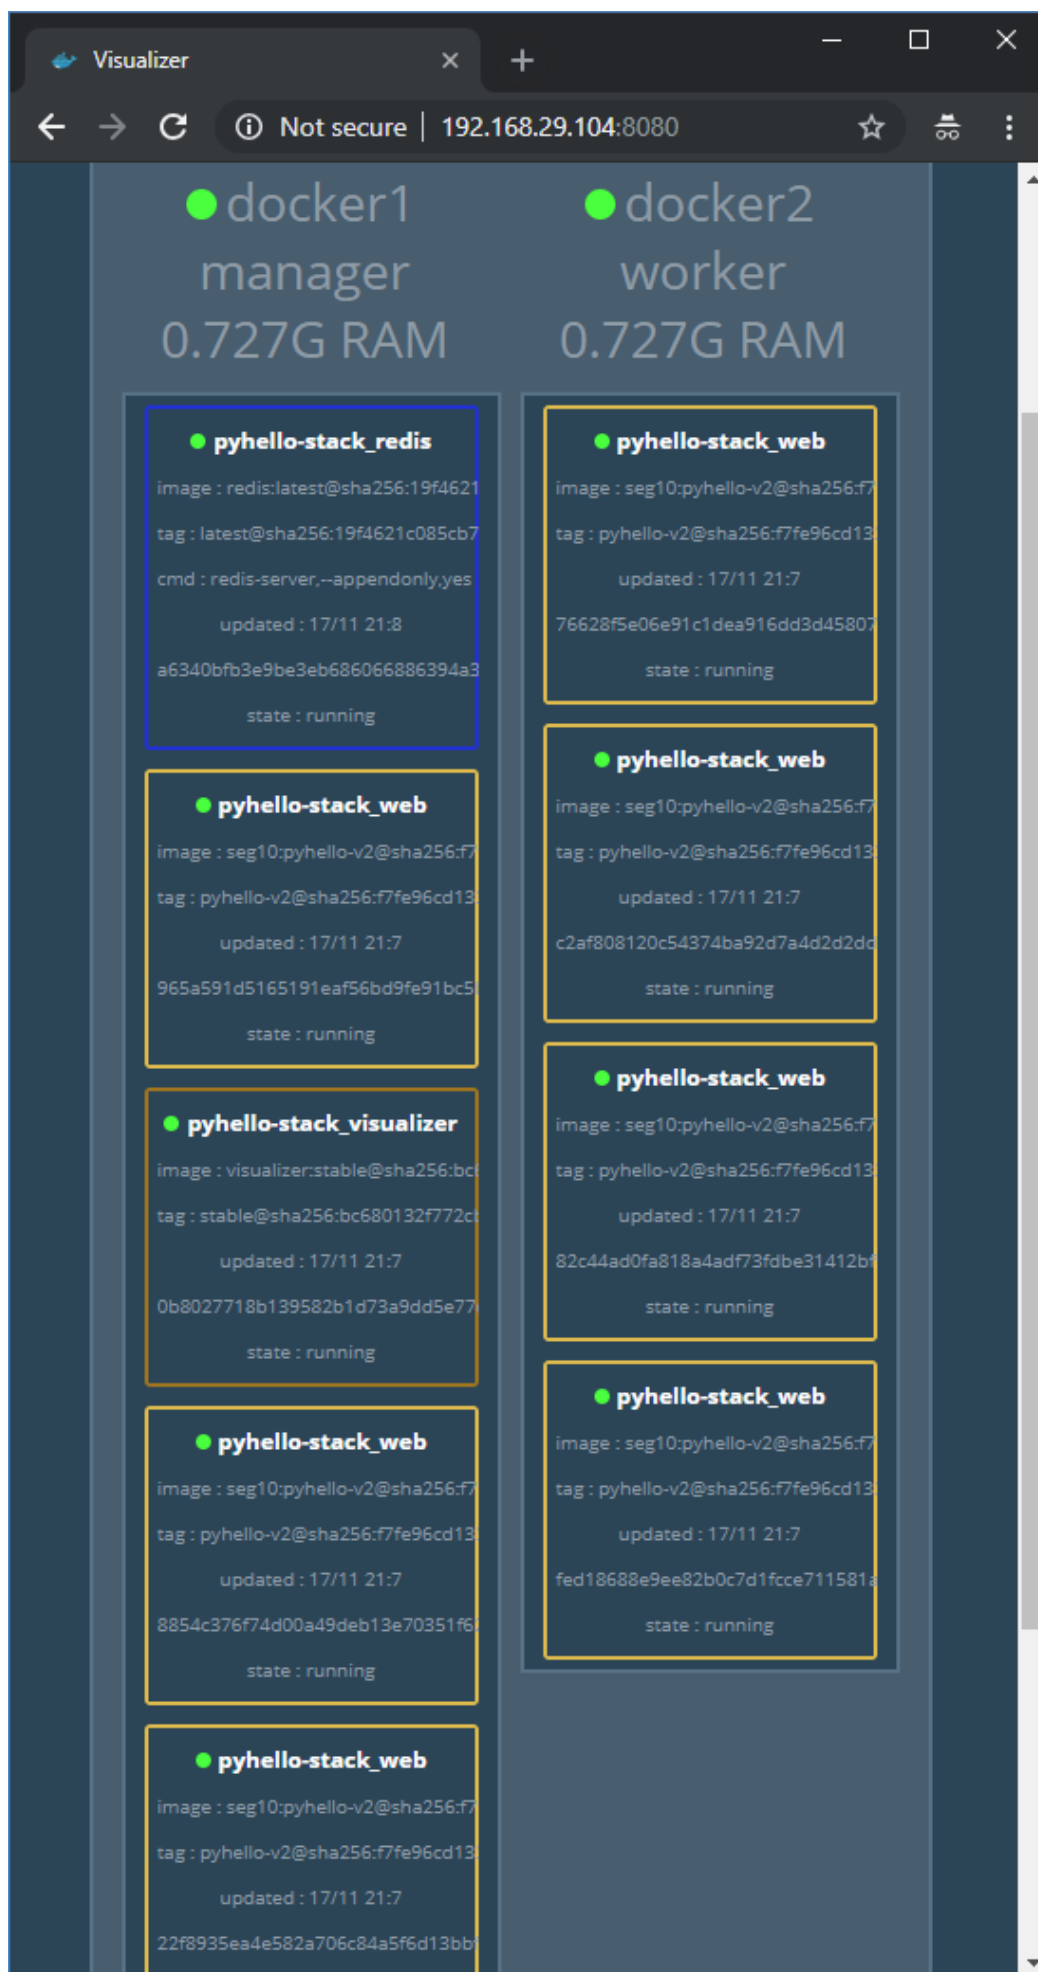 Visualizer
Not secure | 192.168.29.104:8080
docker1
manager
0.727G RAM
pyhello-stack_redis
image : redis:latest@sha256:19f4621
tag : latest@sha256:19f4621c085cb7
cmd : redis-server,--appendonly,yes
updated : 17/11 21:8
a6340bfb3e9be3eb686066886394a3
state : running
pyhello-stack_web
image : seg10:pyhello-v2@sha256:f7
tag : pyhello-v2@sha256:f7fe96cd13
updated : 17/11 21:7
965a591d5165191eaf56bd9fe91bc5
state : running
pyhello-stack_visualizer
image : visualizer:stable@sha256:bc6
tag : stable@sha256:bc680132f772cb
updated : 17/11 21:7
0b8027718b139582b1d73a9dd5e77
state : running
pyhello-stack_web
image : seg10:pyhello-v2@sha256:f7
tag : pyhello-v2@sha256:f7fe96cd13
updated : 17/11 21:7
8854c376f74d00a49deb13e70351f6
state : running
pyhello-stack_web
image : seg10:pyhello-v2@sha256:f7
tag : pyhello-v2@sha256:f7fe96cd13
updated : 17/11 21:7
22f8935ea4e582a706c84a5f6d13bb
docker2
worker
0.727G RAM
pyhello-stack_web
image : seg10:pyhello-v2@sha256:f7
tag : pyhello-v2@sha256:f7fe96cd13
updated : 17/11 21:7
76628f5e06e91c1dea916dd3d45807
state : running
pyhello-stack_web
image : seg10:pyhello-v2@sha256:f7
tag : pyhello-v2@sha256:f7fe96cd13
updated : 17/11 21:7
c2af808120c54374ba92d7a4d2d2dc
state : running
pyhello-stack_web
image : seg10:pyhello-v2@sha256:f7
tag : pyhello-v2@sha256:f7fe96cd13
updated : 17/11 21:7
82c44ad0fa818a4adf73fdbe31412bf
state : running
pyhello-stack_web
image : seg10:pyhello-v2@sha256:f7
tag : pyhello-v2@sha256:f7fe96cd13
updated : 17/11 21:7
fed18688e9ee82b0c7d1fcce711581a
state : running